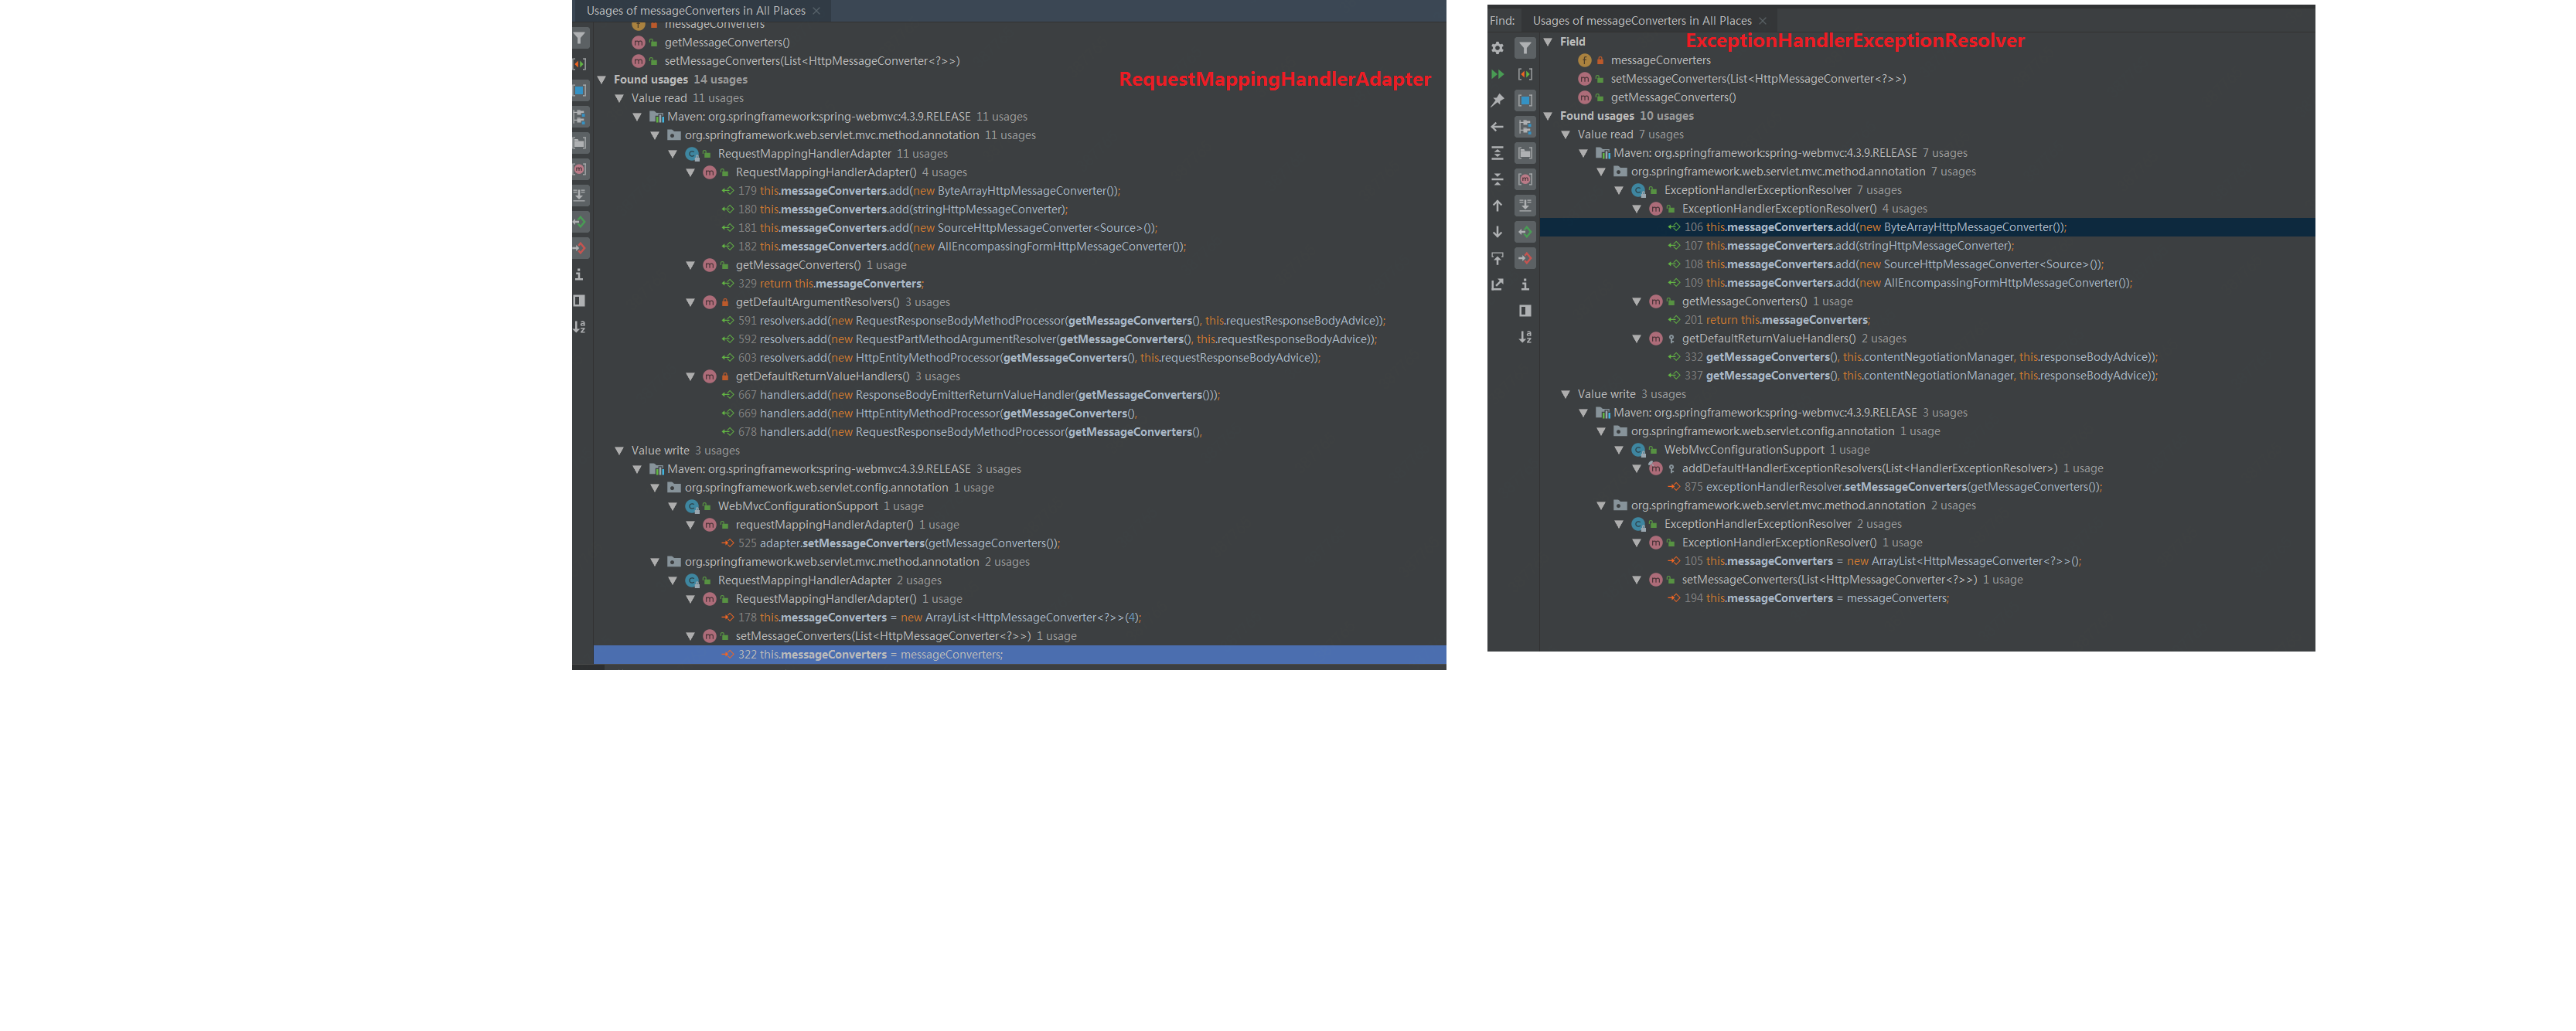 Usages of messageConverters in All Places
messageConverters
getMessageConverters()
setMessageConverters(List<HttpMessageConverter<?>>)
Found usages 14 usages
RequestMappingHandlerAdapter
Value read 11 usages
Maven: org.springframework:spring-webmvc:4.3.9.RELEASE 11 usages
org.springframework.web.servlet.mvc.method.annotation 11 usages
RequestMappingHandlerAdapter 11 usages
RequestMappingHandlerAdapter() 4 usages
179 this.messageConverters.add(new ByteArrayHttpMessageConverter());
180 this.messageConverters.add(stringHttpMessageConverter);
181 this.messageConverters.add(new SourceHttpMessageConverter<Source>());
182 this.messageConverters.add(new AllEncompassingFormHttpMessageConverter());
getMessageConverters() 1 usage
329 return this.messageConverters;
getDefaultArgumentResolvers() 3 usages
591 resolvers.add(new RequestResponseBodyMethodProcessor(getMessageConverters(), this.requestResponseBodyAdvice));
592 resolvers.add(new RequestPartMethodArgumentResolver(getMessageConverters(), this.requestResponseBodyAdvice));
603 resolvers.add(new HttpEntityMethodProcessor(getMessageConverters(), this.requestResponseBodyAdvice));
getDefaultReturnValueHandlers() 3 usages
667 handlers.add(new ResponseBodyEmitterReturnValueHandler(getMessageConverters()));
669 handlers.add(new HttpEntityMethodProcessor(getMessageConverters(),
678 handlers.add(new RequestResponseBodyMethodProcessor(getMessageConverters(),
Value write 3 usages
Maven: org.springframework:spring-webmvc:4.3.9.RELEASE 3 usages
org.springframework.web.servlet.config.annotation 1 usage
WebMvcConfigurationSupport 1 usage
requestMappingHandlerAdapter() 1 usage
525 adapter.setMessageConverters(getMessageConverters());
org.springframework.web.servlet.mvc.method.annotation 2 usages
RequestMappingHandlerAdapter 2 usages
RequestMappingHandlerAdapter() 1 usage
178 this.messageConverters = new ArrayList<HttpMessageConverter<?>>(4);
setMessageConverters(List<HttpMessageConverter<?>>) 1 usage
322 this.messageConverters = messageConverters;
Find: Usages of messageConverters in All Places
Field
ExceptionHandlerExceptionResolver
messageConverters
setMessageConverters(List<HttpMessageConverter<?>>)
getMessageConverters()
Found usages 10 usages
Value read 7 usages
Maven: org.springframework:spring-webmvc:4.3.9.RELEASE 7 usages
org.springframework.web.servlet.mvc.method.annotation 7 usages
ExceptionHandlerExceptionResolver 7 usages
ExceptionHandlerExceptionResolver() 4 usages
106 this.messageConverters.add(new ByteArrayHttpMessageConverter());
107 this.messageConverters.add(stringHttpMessageConverter);
108 this.messageConverters.add(new SourceHttpMessageConverter<Source>());
109 this.messageConverters.add(new AllEncompassingFormHttpMessageConverter());
getMessageConverters() 1 usage
201 return this.messageConverters;
getDefaultReturnValueHandlers() 2 usages
332 getMessageConverters(), this.contentNegotiationManager, this.responseBodyAdvice));
337 getMessageConverters(), this.contentNegotiationManager, this.responseBodyAdvice));
Value write 3 usages
Maven: org.springframework:spring-webmvc:4.3.9.RELEASE 3 usages
org.springframework.web.servlet.config.annotation 1 usage
WebMvcConfigurationSupport 1 usage
addDefaultHandlerExceptionResolvers(List<HandlerExceptionResolver>) 1 usage
875 exceptionHandlerResolver.setMessageConverters(getMessageConverters());
org.springframework.web.servlet.mvc.method.annotation 2 usages
ExceptionHandlerExceptionResolver 2 usages
ExceptionHandlerExceptionResolver() 1 usage
105 this.messageConverters = new ArrayList<HttpMessageConverter<?>>();
setMessageConverters(List<HttpMessageConverter<?>>) 1 usage
194 this.messageConverters = messageConverters;